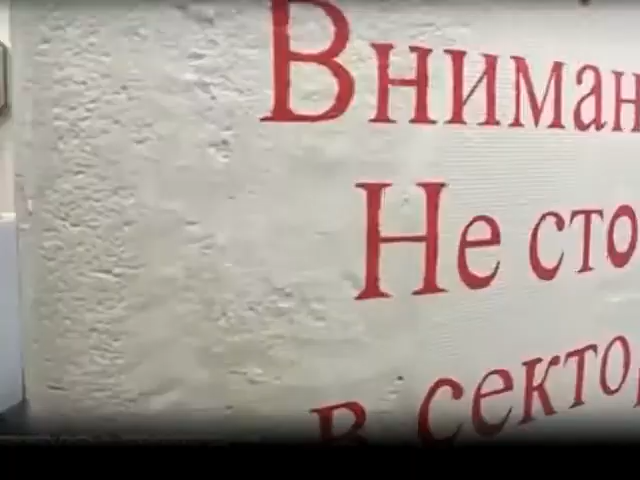 Вниман
Не сто
в секто